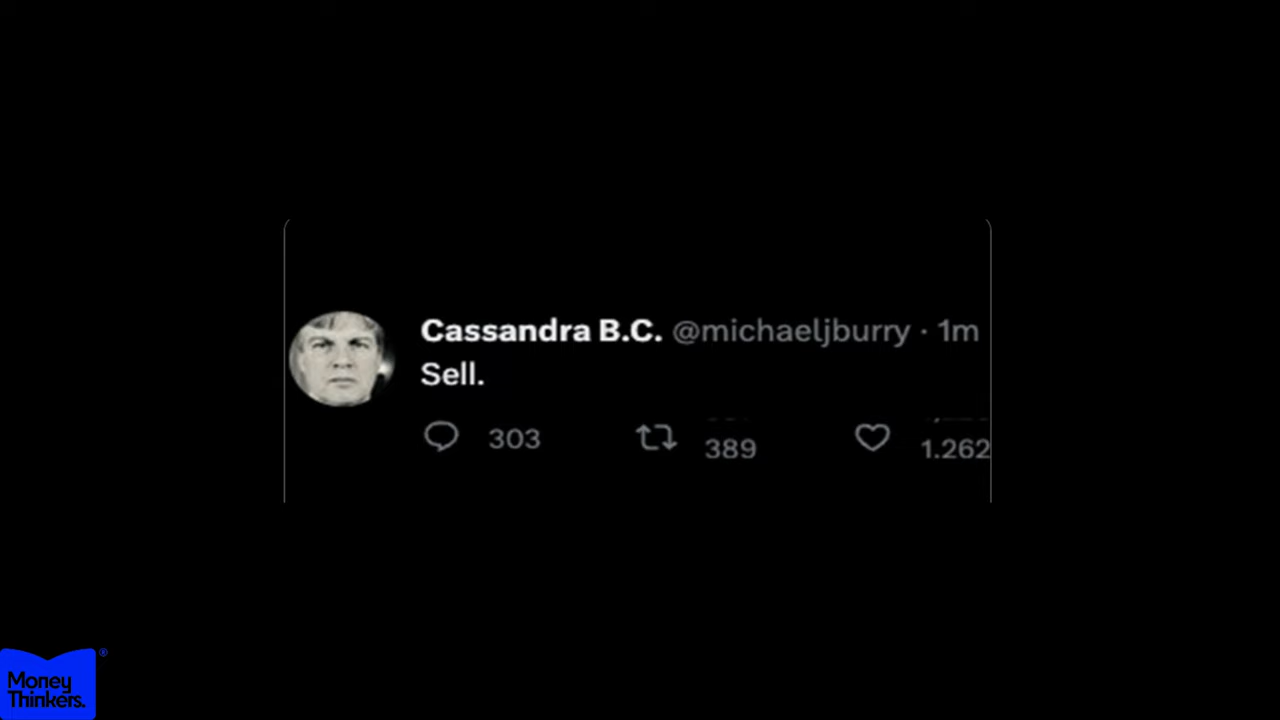 Cassandra B.C. @michaeljburry · 1m
Sell.
303 389 1.262
Money
Thinkers.
®